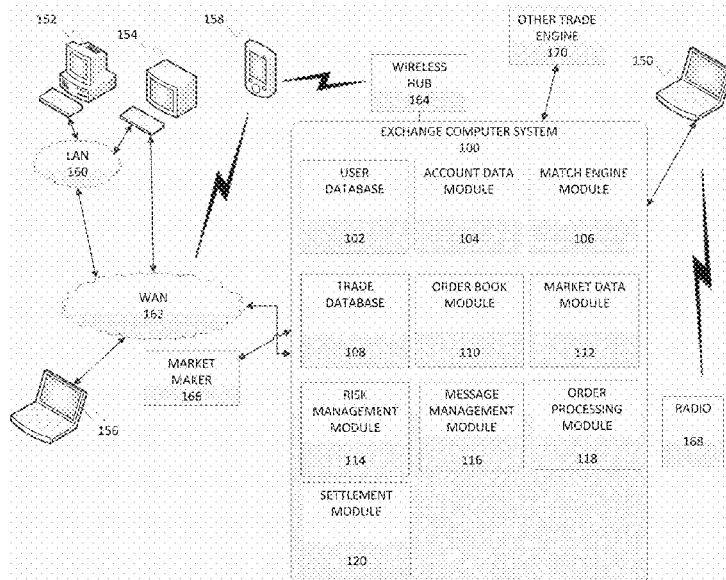 152
154
158
OTHER TRADE
ENGINE
170
150
WIRELESS
HUB
164
LAN
160
EXCHANGE COMPUTER SYSTEM
100
USER
DATABASE
102
ACCOUNT DATA
MODULE
104
MATCH ENGINE
MODULE
106
WAN
162
TRADE
DATABASE
108
ORDER BOOK
MODULE
110
MARKET DATA
MODULE
112
MARKET
MAKER
166
156
RISK
MANAGEMENT
MODULE
114
MESSAGE
MANAGEMENT
MODULE
116
ORDER
PROCESSING
MODULE
118
RADIO
168
SETTLEMENT
MODULE
120